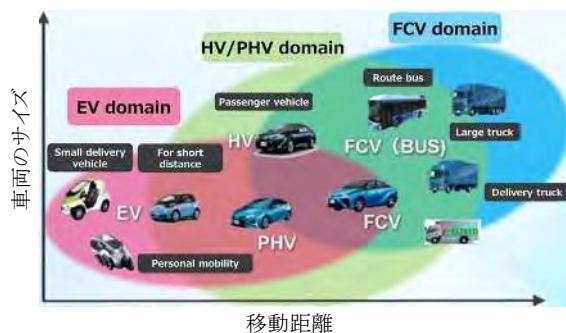 FCV domain
HV/PHV domain
EV domain
Route bus
Passenger vehicle
Large truck
HV
FCV (BUS)
Small delivery
vehicle
For short
distance
Delivery truck
EV
PHV
FCV
Personal mobility
車両のサイズ
移動距離